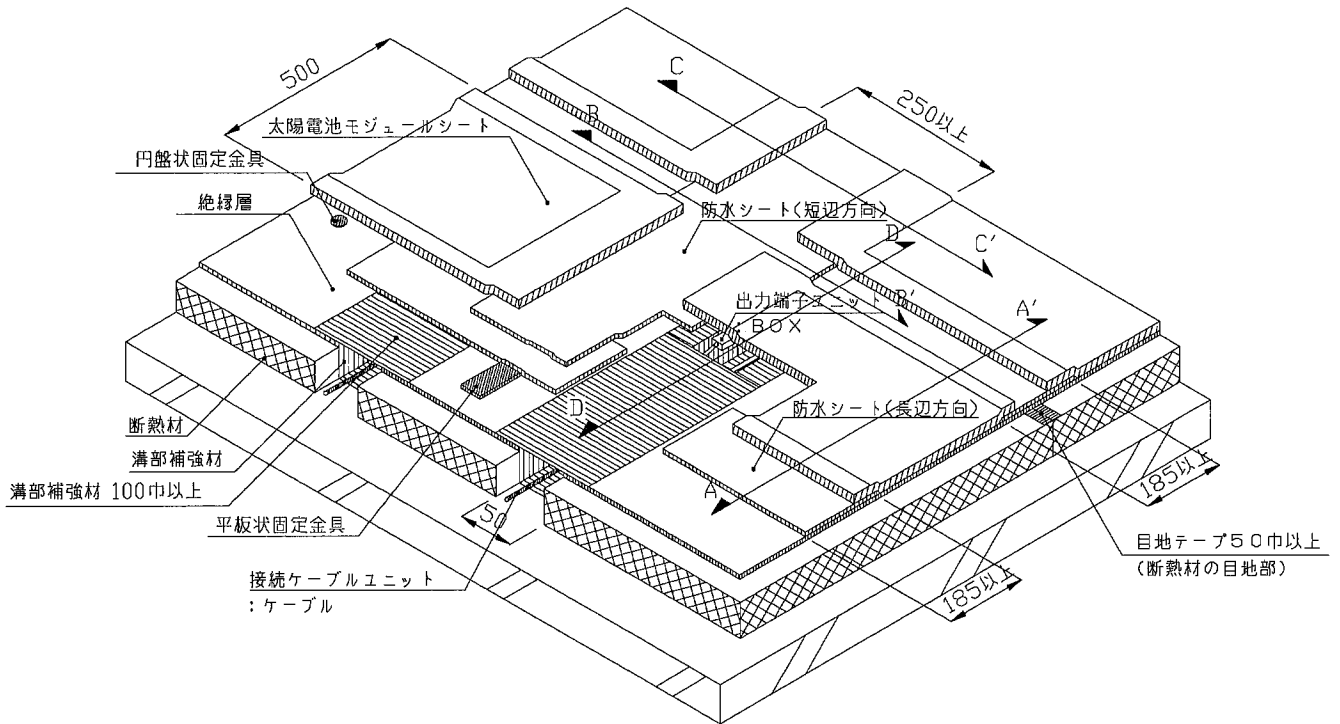 500
C
250以上
太陽電池モジュールシート
B
円盤状固定金具
絶縁層
防水シート(短辺方向)
D
C'
出力端子ユニット
:BOX
B'
A'
断熱材
溝部補強材
溝部補強材 100巾以上
D
防水シート(長辺方向)
A
平板状固定金具
50
185以上
目地テープ50巾以上
(断熱材の目地部)
接続ケーブルユニット
:ケーブル
185以上